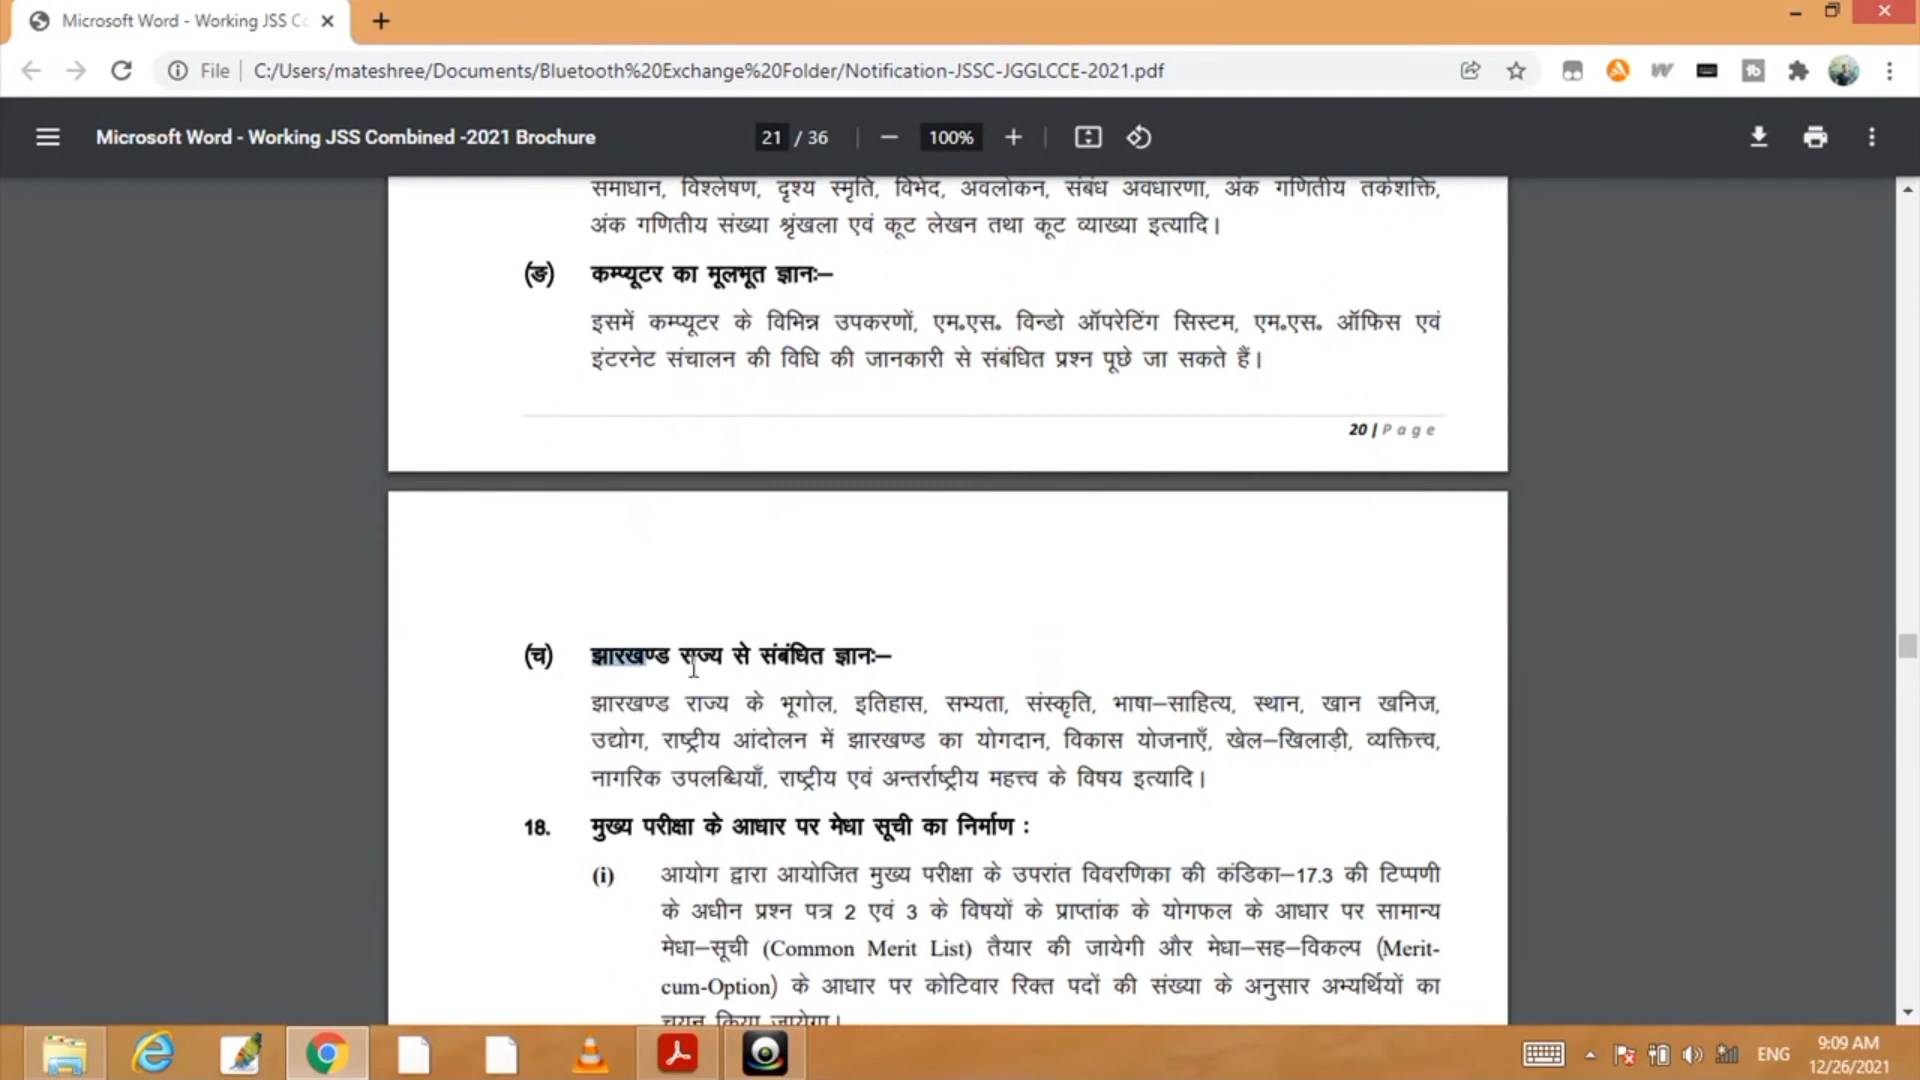 Microsoft Word - Working JSS C
File
C:/Users/mateshree/Documents/Bluetooth%20Exchange%20Folder/Notification-JSSC-JGGLCCE-2021.pdf
Microsoft Word - Working JSS Combined -2021 Brochure
21 / 36
100%
समाधान, विश्लेषण, दृश्य स्मृति, विभेद, अवलोकन, संबंध अवधारणा, अंक गणितीय तर्कशक्ति,
अंक गणितीय संख्या श्रृंखला एवं कूट लेखन तथा कूट व्याख्या इत्यादि।
(ङ) कम्प्यूटर का मूलभूत ज्ञानः–
इसमें कम्प्यूटर के विभिन्न उपकरणों, एम॰एस॰ विन्डो ऑपरेटिंग सिस्टम, एम॰एस॰ ऑफिस एवं
इंटरनेट संचालन की विधि की जानकारी से संबंधित प्रश्न पूछे जा सकते हैं।
20 | Page
(च) झारखण्ड राज्य से संबंधित ज्ञानः–
झारखण्ड राज्य के भूगोल, इतिहास, सभ्यता, संस्कृति, भाषा–साहित्य, स्थान, खान खनिज,
उद्योग, राष्ट्रीय आंदोलन में झारखण्ड का योगदान, विकास योजनाएँ, खेल–खिलाड़ी, व्यक्तित्त्व,
नागरिक उपलब्धियाँ, राष्ट्रीय एवं अन्तर्राष्ट्रीय महत्त्व के विषय इत्यादि।
18. मुख्य परीक्षा के आधार पर मेधा सूची का निर्माण :
(i) आयोग द्वारा आयोजित मुख्य परीक्षा के उपरांत विवरणिका की कंडिका–17.3 की टिप्पणी
के अधीन प्रश्न पत्र 2 एवं 3 के विषयों के प्राप्तांक के योगफल के आधार पर सामान्य
मेधा–सूची (Common Merit List) तैयार की जायेगी और मेधा–सह–विकल्प (Merit-
cum-Option) के आधार पर कोटिवार रिक्त पदों की संख्या के अनुसार अभ्यर्थियों का
चयन किया जायेगा।
ENG
9:09 AM
12/26/2021